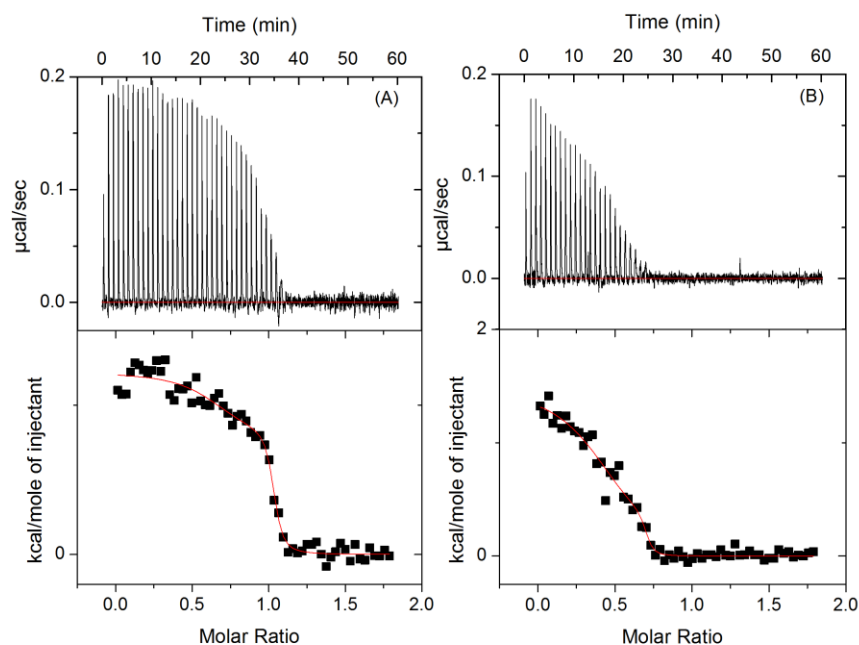 Time (min)
0 10 20 30 40 50 60
(A)
0.2
0.1
0.0
µcal/sec
kcal/mole of injectant
0
0.0 0.5 1.0 1.5 2.0
Molar Ratio
Time (min)
0 10 20 30 40 50 60
(B)
0.2
0.1
0.0
µcal/sec
2
kcal/mole of injectant
0
0.0 0.5 1.0 1.5 2.0
Molar Ratio